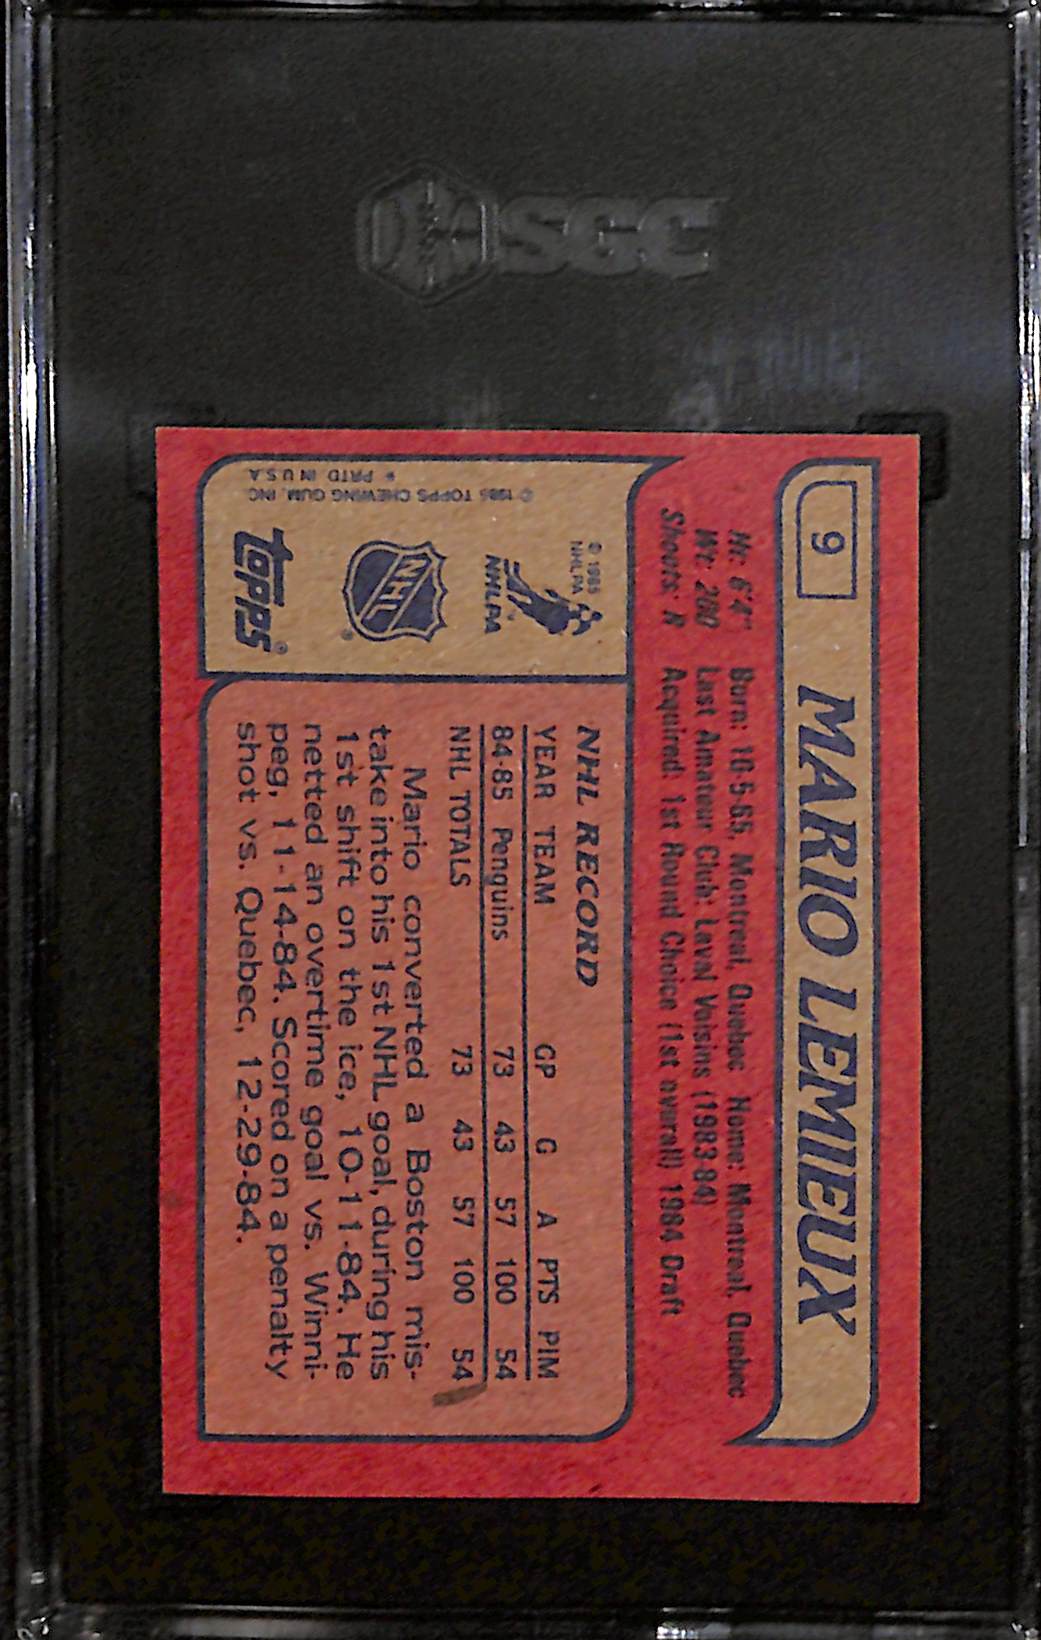 SGC
9
MARIO LEMIEUX
Ht: 6'4" Born: 10-5-65, Montreal, Quebec Home: Montreal, Quebec
Wt: 200 Last Amateur Club: Laval Voisins (1983-84)
Shoots: R Acquired: 1st Round Choice (1st overall) 1984 Draft
© 1985
NHLPA
NHLPA
NHL
topps®
© 1985 TOPPS CHEWING GUM, INC.
* PRTD IN U.S.A.
NHL RECORD
YEAR TEAM GP G A PTS PIM
84-85 Penguins 73 43 57 100 54
NHL TOTALS 73 43 57 100 54
Mario converted a Boston mis-
take into his 1st NHL goal, during his
1st shift on the ice, 10-11-84. He
netted an overtime goal vs. Winni-
peg, 11-14-84. Scored on a penalty
shot vs. Quebec, 12-29-84.